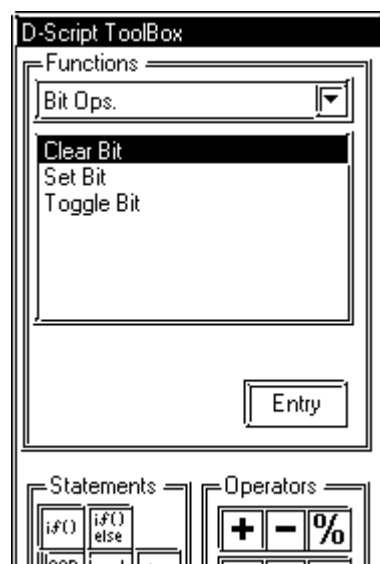 D-Script ToolBox
Functions
Bit Ops.
Clear Bit
Set Bit
Toggle Bit
Entry
Statements
Operators
if() if() + - %
else